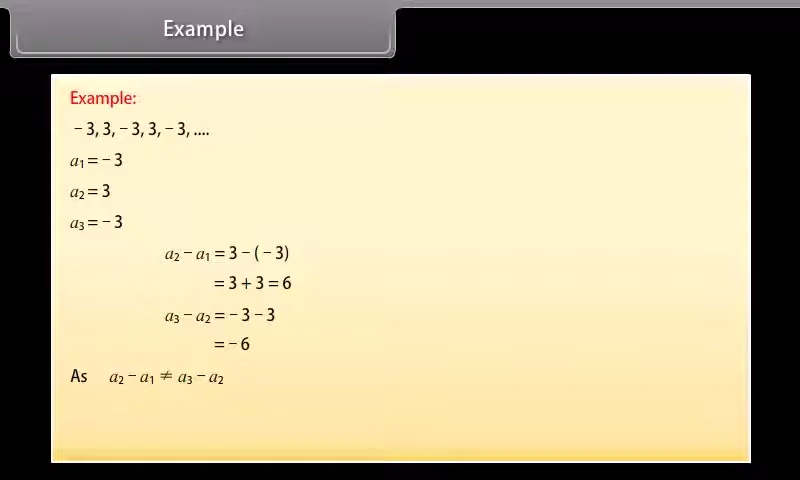 Example
Example:
− 3, 3, − 3, 3, − 3, ....
a₁ = − 3
a₂ = 3
a₃ = − 3
a₂ − a₁ = 3 − ( − 3)
= 3 + 3 = 6
a₃ − a₂ = − 3 − 3
= − 6
As a₂ − a₁ ≠ a₃ − a₂